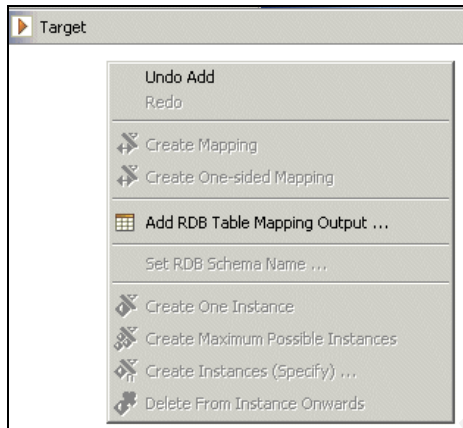 Target
Undo Add
Redo
Create Mapping
Create One-sided Mapping
Add RDB Table Mapping Output ...
Set RDB Schema Name ...
Create One Instance
Create Maximum Possible Instances
Create Instances (Specify) ...
Delete From Instance Onwards